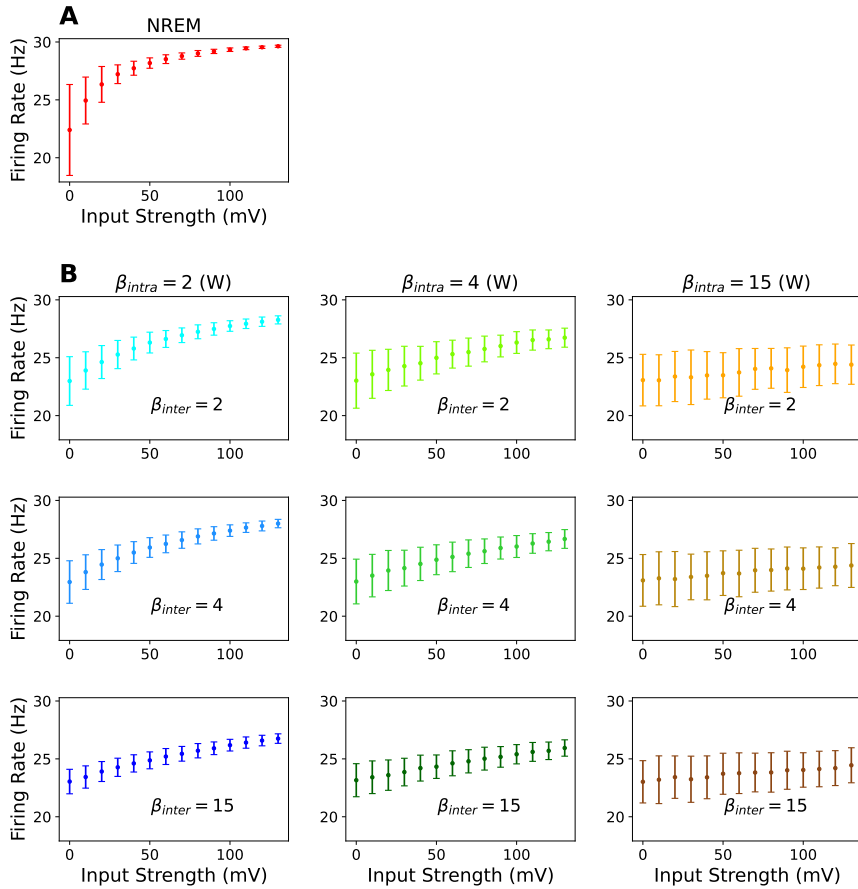 A
NREM
Firing Rate (Hz)
30
25
20
0 50 100
Input Strength (mV)
B
β_intra = 2 (W) β_intra = 4 (W) β_intra = 15 (W)
Firing Rate (Hz)
30 30 30
25 25 25
20 20 20
β_inter = 2 β_inter = 2 β_inter = 2
0 50 100 0 50 100 0 50 100
Firing Rate (Hz)
30 30 30
25 25 25
20 20 20
β_inter = 4 β_inter = 4 β_inter = 4
0 50 100 0 50 100 0 50 100
Firing Rate (Hz)
30 30 30
25 25 25
20 20 20
β_inter = 15 β_inter = 15 β_inter = 15
0 50 100 0 50 100 0 50 100
Input Strength (mV) Input Strength (mV) Input Strength (mV)